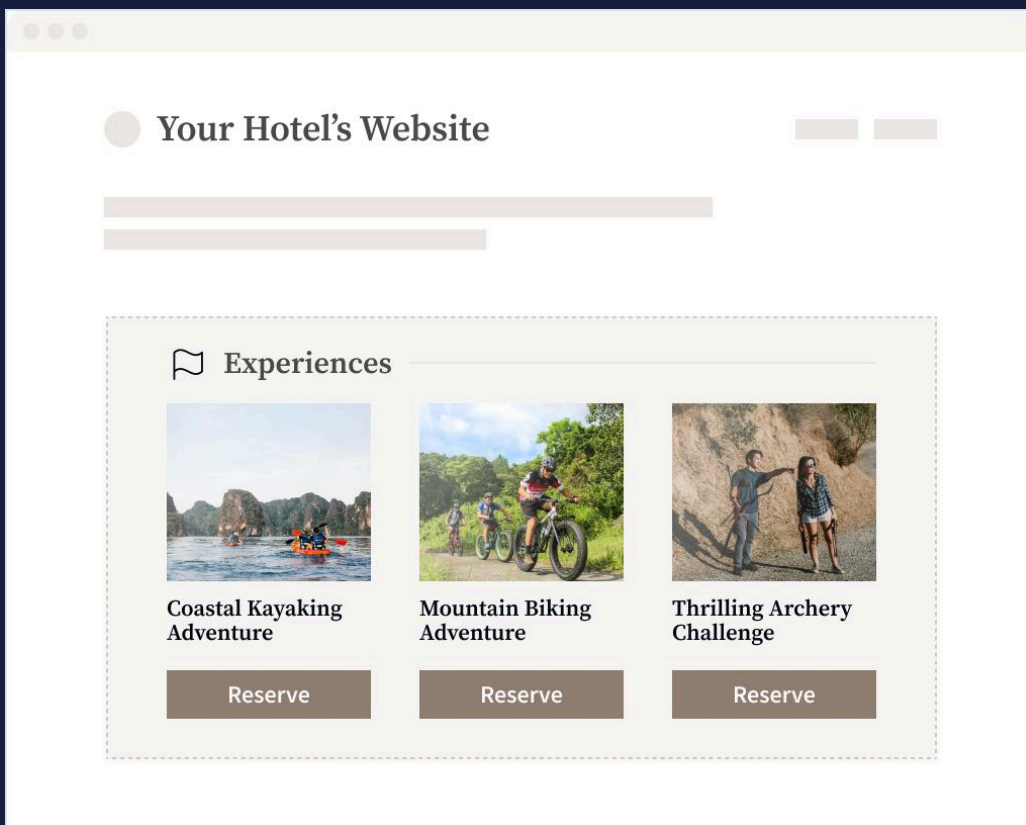 Your Hotel’s Website
Experiences
Coastal Kayaking
Adventure
Mountain Biking
Adventure
Thrilling Archery
Challenge
Reserve
Reserve
Reserve